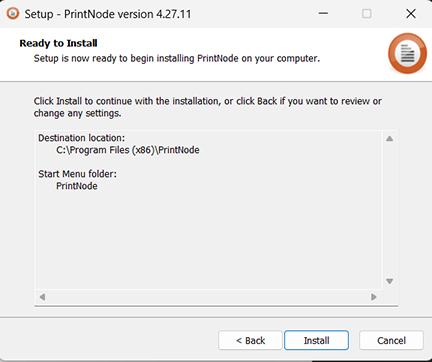 Setup - PrintNode version 4.27.11
Ready to Install
Setup is now ready to begin installing PrintNode on your computer.
Click Install to continue with the installation, or click Back if you want to review or
change any settings.
Destination location:
C:\Program Files (x86)\PrintNode
Start Menu folder:
PrintNode
< Back
Install
Cancel